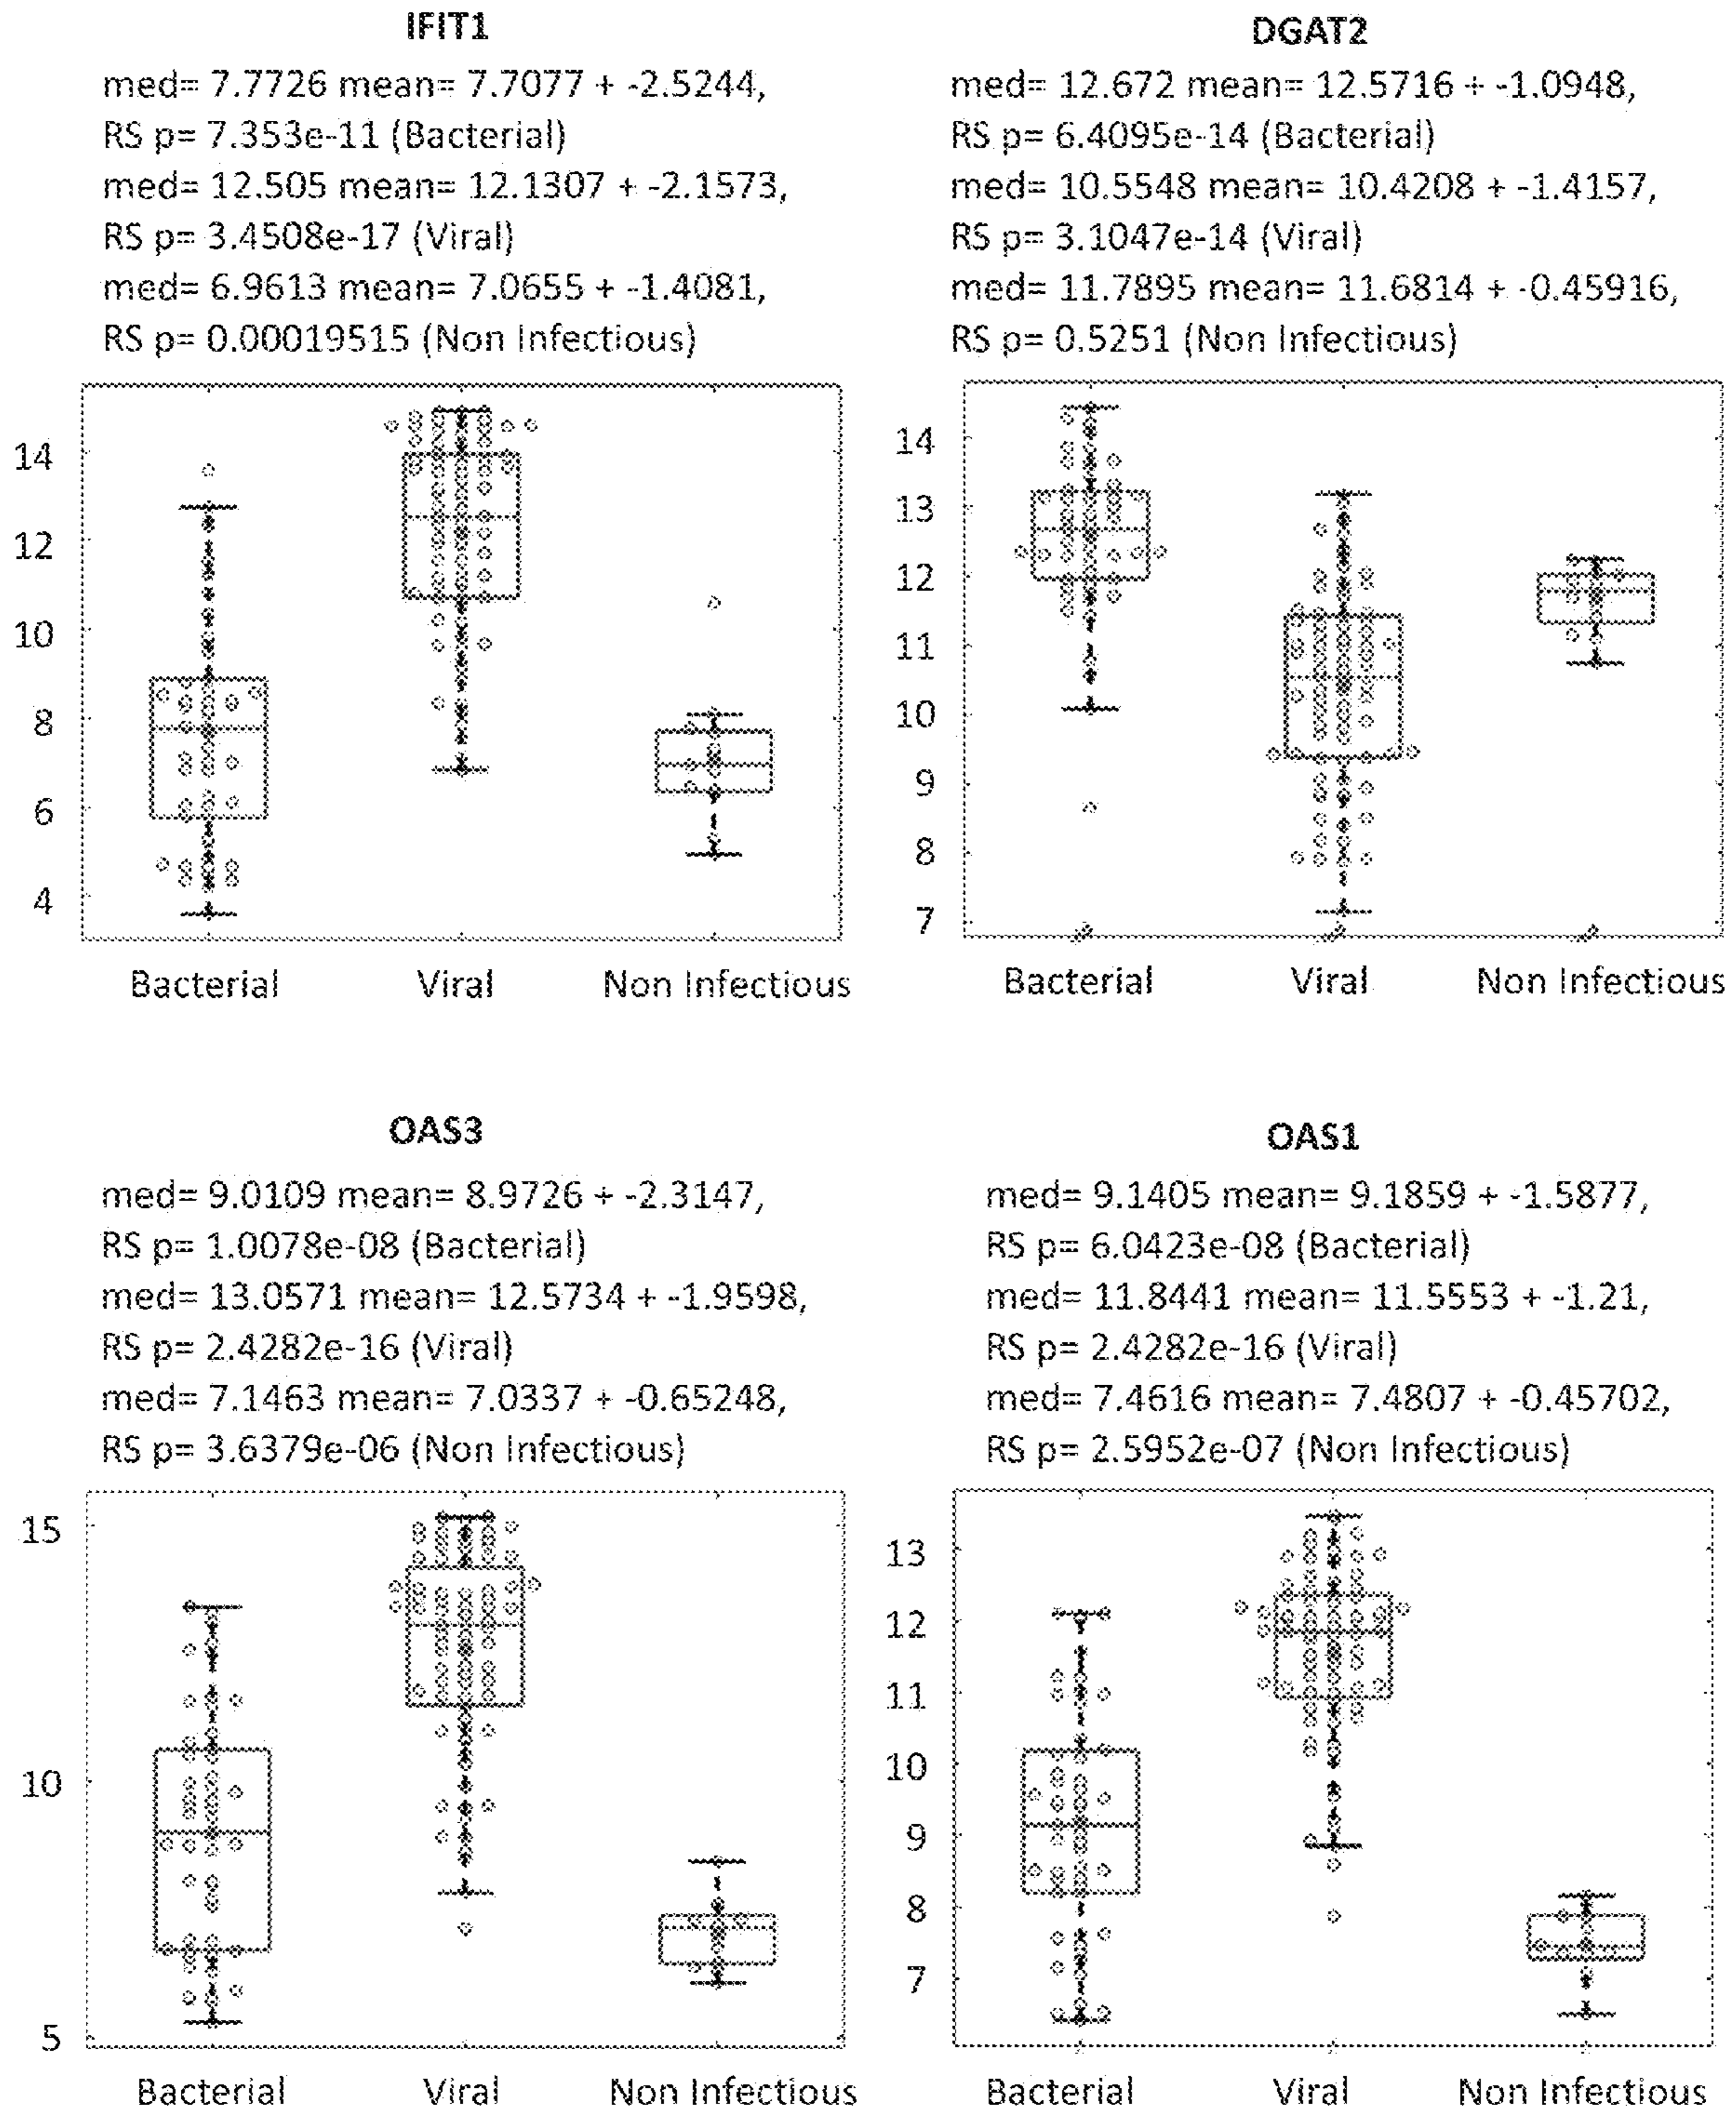 IFIT1
med= 7.7726 mean= 7.7077 + -2.5244,
RS p= 7.353e-11 (Bacterial)
med= 12.505 mean= 12.1307 + -2.1573,
RS p= 3.4508e-17 (Viral)
med= 6.9613 mean= 7.0655 + -1.4081,
RS p= 0.00019515 (Non Infectious)
14
12
10
8
6
4
Bacterial Viral Non Infectious
DGAT2
med= 12.672 mean= 12.5716 + -1.0948,
RS p= 6.4095e-14 (Bacterial)
med= 10.5548 mean= 10.4208 + -1.4157,
RS p= 3.1047e-14 (Viral)
med= 11.7895 mean= 11.6814 + -0.45916,
RS p= 0.5251 (Non Infectious)
14
13
12
11
10
9
8
7
Bacterial Viral Non Infectious
OAS3
med= 9.0109 mean= 8.9726 + -2.3147,
RS p= 1.0078e-08 (Bacterial)
med= 13.0571 mean= 12.5734 + -1.9598,
RS p= 2.4282e-16 (Viral)
med= 7.1463 mean= 7.0337 + -0.65248,
RS p= 3.6379e-06 (Non Infectious)
15
10
5
Bacterial Viral Non Infectious
OAS1
med= 9.1405 mean= 9.1859 + -1.5877,
RS p= 6.0423e-08 (Bacterial)
med= 11.8441 mean= 11.5553 + -1.21,
RS p= 2.4282e-16 (Viral)
med= 7.4616 mean= 7.4807 + -0.45702,
RS p= 2.5952e-07 (Non Infectious)
13
12
11
10
9
8
7
Bacterial Viral Non Infectious